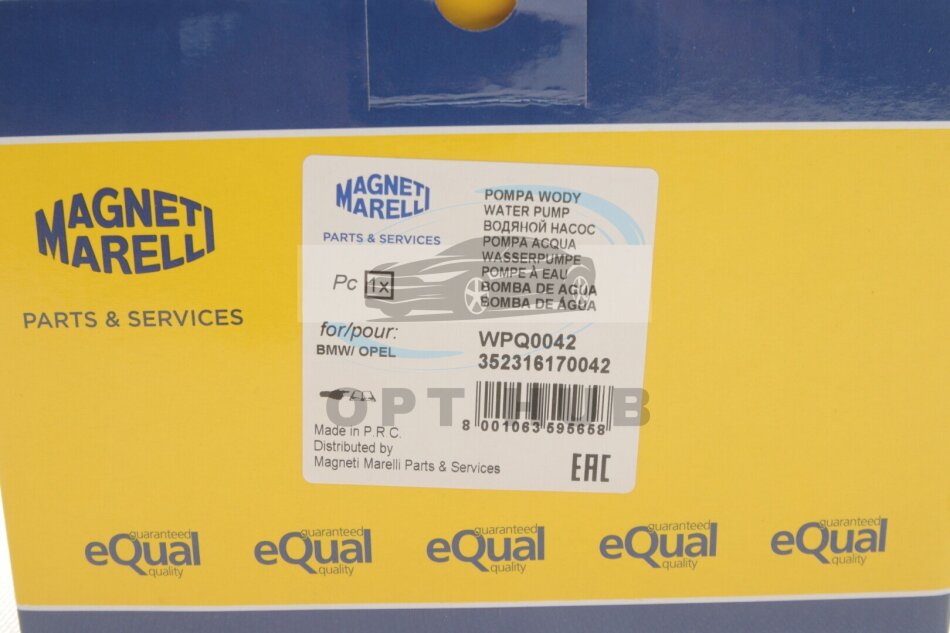 MAGNETI
MARELLI
PARTS & SERVICES
MAGNETI
MARELLI
PARTS & SERVICES
Pc 1x
for/pour:
BMW/ OPEL
POMPA WODY
WATER PUMP
ВОДЯНОЙ НАСОС
POMPA ACQUA
WASSERPUMPE
POMPE À EAU
BOMBA DE AGUA
BOMBA DE ÁGUA
WPQ0042
352316170042
8 001063 595658
OPT HUB
Made in P.R.C.
Distributed by
Magneti Marelli Parts & Services
EAC
guaranteed
eQual
quality
guaranteed
eQual
quality
guaranteed
eQual
quality
guaranteed
eQual
quality
guaranteed
eQual
quality